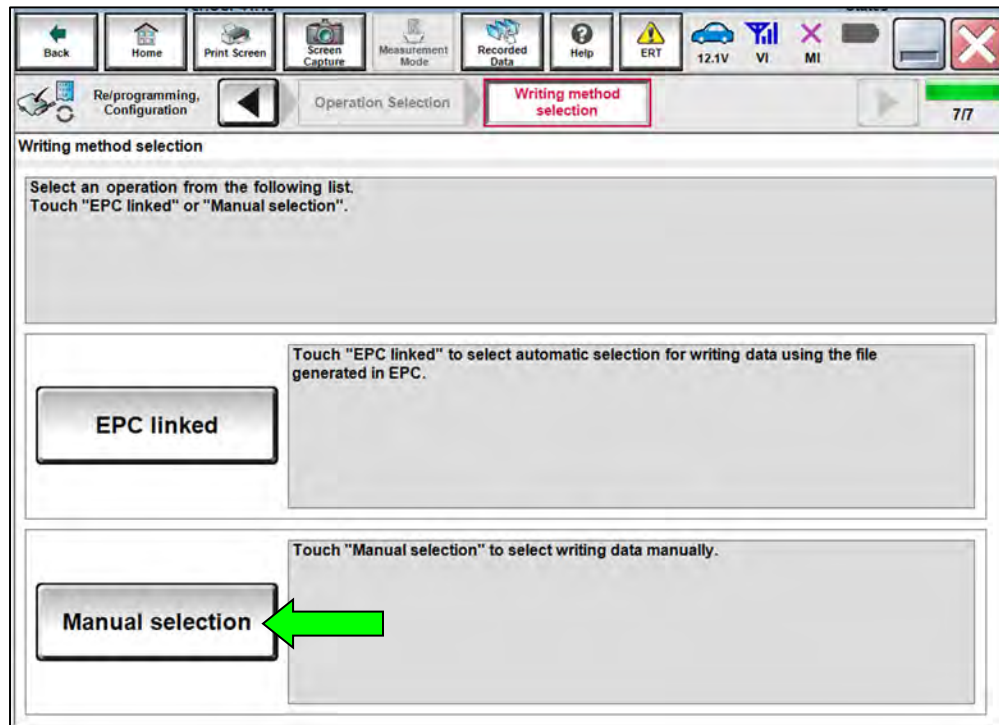 Back
Home
Print Screen
Screen
Capture
Measurement
Mode
Recorded
Data
Help
ERT
12.1V
VI
MI
Re/programming,
Configuration
Operation Selection
Writing method
selection
7/7
Writing method selection
Select an operation from the following list.
Touch "EPC linked" or "Manual selection".
EPC linked
Touch "EPC linked" to select automatic selection for writing data using the file
generated in EPC.
Manual selection
Touch "Manual selection" to select writing data manually.